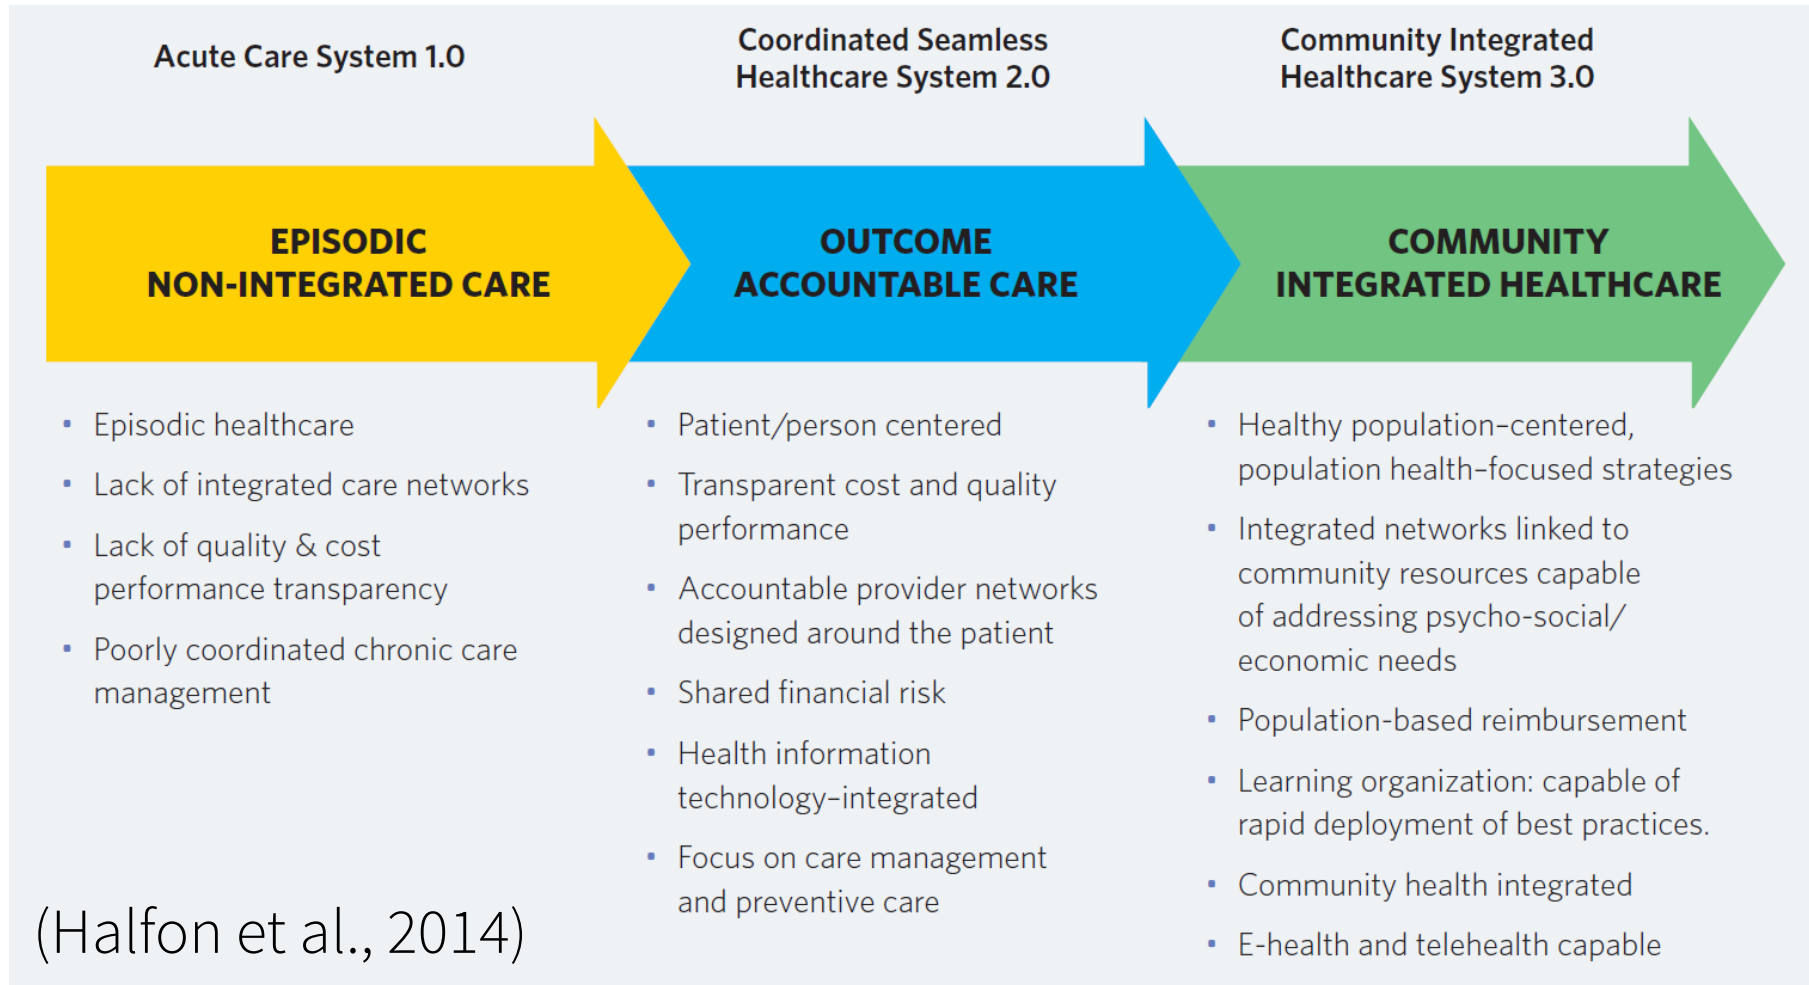 Acute Care System 1.0
Coordinated Seamless
Healthcare System 2.0
Community Integrated
Healthcare System 3.0
EPISODIC
NON-INTEGRATED CARE
OUTCOME
ACCOUNTABLE CARE
COMMUNITY
INTEGRATED HEALTHCARE
• Episodic healthcare
• Lack of integrated care networks
• Lack of quality & cost
performance transparency
• Poorly coordinated chronic care
management
• Patient/person centered
• Transparent cost and quality
performance
• Accountable provider networks
designed around the patient
• Shared financial risk
• Health information
technology–integrated
• Focus on care management
and preventive care
• Healthy population–centered,
population health–focused strategies
• Integrated networks linked to
community resources capable
of addressing psycho-social/
economic needs
• Population-based reimbursement
• Learning organization: capable of
rapid deployment of best practices.
• Community health integrated
• E-health and telehealth capable
(Halfon et al., 2014)